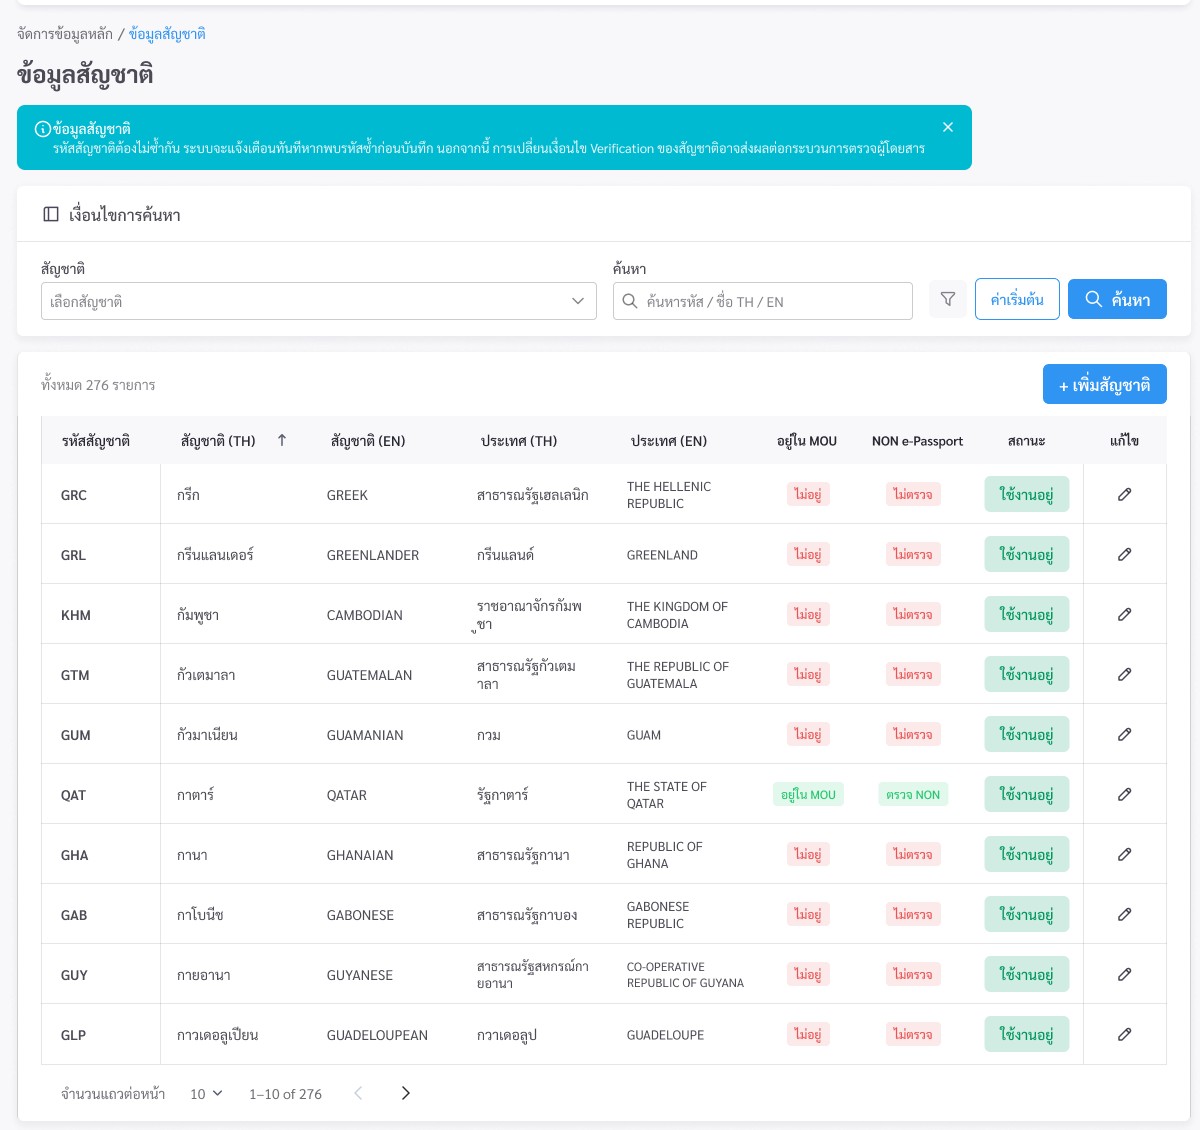 จัดการข้อมูลหลัก / ข้อมูลสัญชาติ
ข้อมูลสัญชาติ
ข้อมูลสัญชาติ
รหัสสัญชาติต้องไม่ซ้ำกัน ระบบจะแจ้งเตือนทันทีหากพบรหัสซ้ำก่อนบันทึก นอกจากนี้ การเปลี่ยนเงื่อนไข Verification ของสัญชาติอาจส่งผลต่อกระบวนการตรวจผู้โดยสาร
เงื่อนไขการค้นหา
สัญชาติ ค้นหา
เลือกสัญชาติ ค้นหารหัส / ชื่อ TH / EN ค่าเริ่มต้น ค้นหา
ทั้งหมด 276 รายการ + เพิ่มสัญชาติ
รหัสสัญชาติ สัญชาติ (TH) ↑ สัญชาติ (EN) ประเทศ (TH) ประเทศ (EN) อยู่ใน MOU NON e-Passport สถานะ แก้ไข
GRC กรีก GREEK สาธารณรัฐเฮลเลนิก THE HELLENIC REPUBLIC ไม่อยู่ ไม่ตรวจ ใช้งานอยู่
GRL กรีนแลนเดอร์ GREENLANDER กรีนแลนด์ GREENLAND ไม่อยู่ ไม่ตรวจ ใช้งานอยู่
KHM กัมพูชา CAMBODIAN ราชอาณาจักรกัมพูชา THE KINGDOM OF CAMBODIA ไม่อยู่ ไม่ตรวจ ใช้งานอยู่
GTM กัวเตมาลา GUATEMALAN สาธารณรัฐกัวเตมาลา THE REPUBLIC OF GUATEMALA ไม่อยู่ ไม่ตรวจ ใช้งานอยู่
GUM กัวมาเนียน GUAMANIAN กวม GUAM ไม่อยู่ ไม่ตรวจ ใช้งานอยู่
QAT กาตาร์ QATAR รัฐกาตาร์ THE STATE OF QATAR อยู่ใน MOU ตรวจ NON ใช้งานอยู่
GHA กานา GHANAIAN สาธารณรัฐกานา REPUBLIC OF GHANA ไม่อยู่ ไม่ตรวจ ใช้งานอยู่
GAB กาโบนีซ GABONESE สาธารณรัฐกาบอง GABONESE REPUBLIC ไม่อยู่ ไม่ตรวจ ใช้งานอยู่
GUY กายอานา GUYANESE สาธารณรัฐสหกรณ์กายอานา CO-OPERATIVE REPUBLIC OF GUYANA ไม่อยู่ ไม่ตรวจ ใช้งานอยู่
GLP กาวเดอลูเปียน GUADELOUPEAN กวาเดอลูป GUADELOUPE ไม่อยู่ ไม่ตรวจ ใช้งานอยู่
จำนวนแถวต่อหน้า 10 1–10 of 276